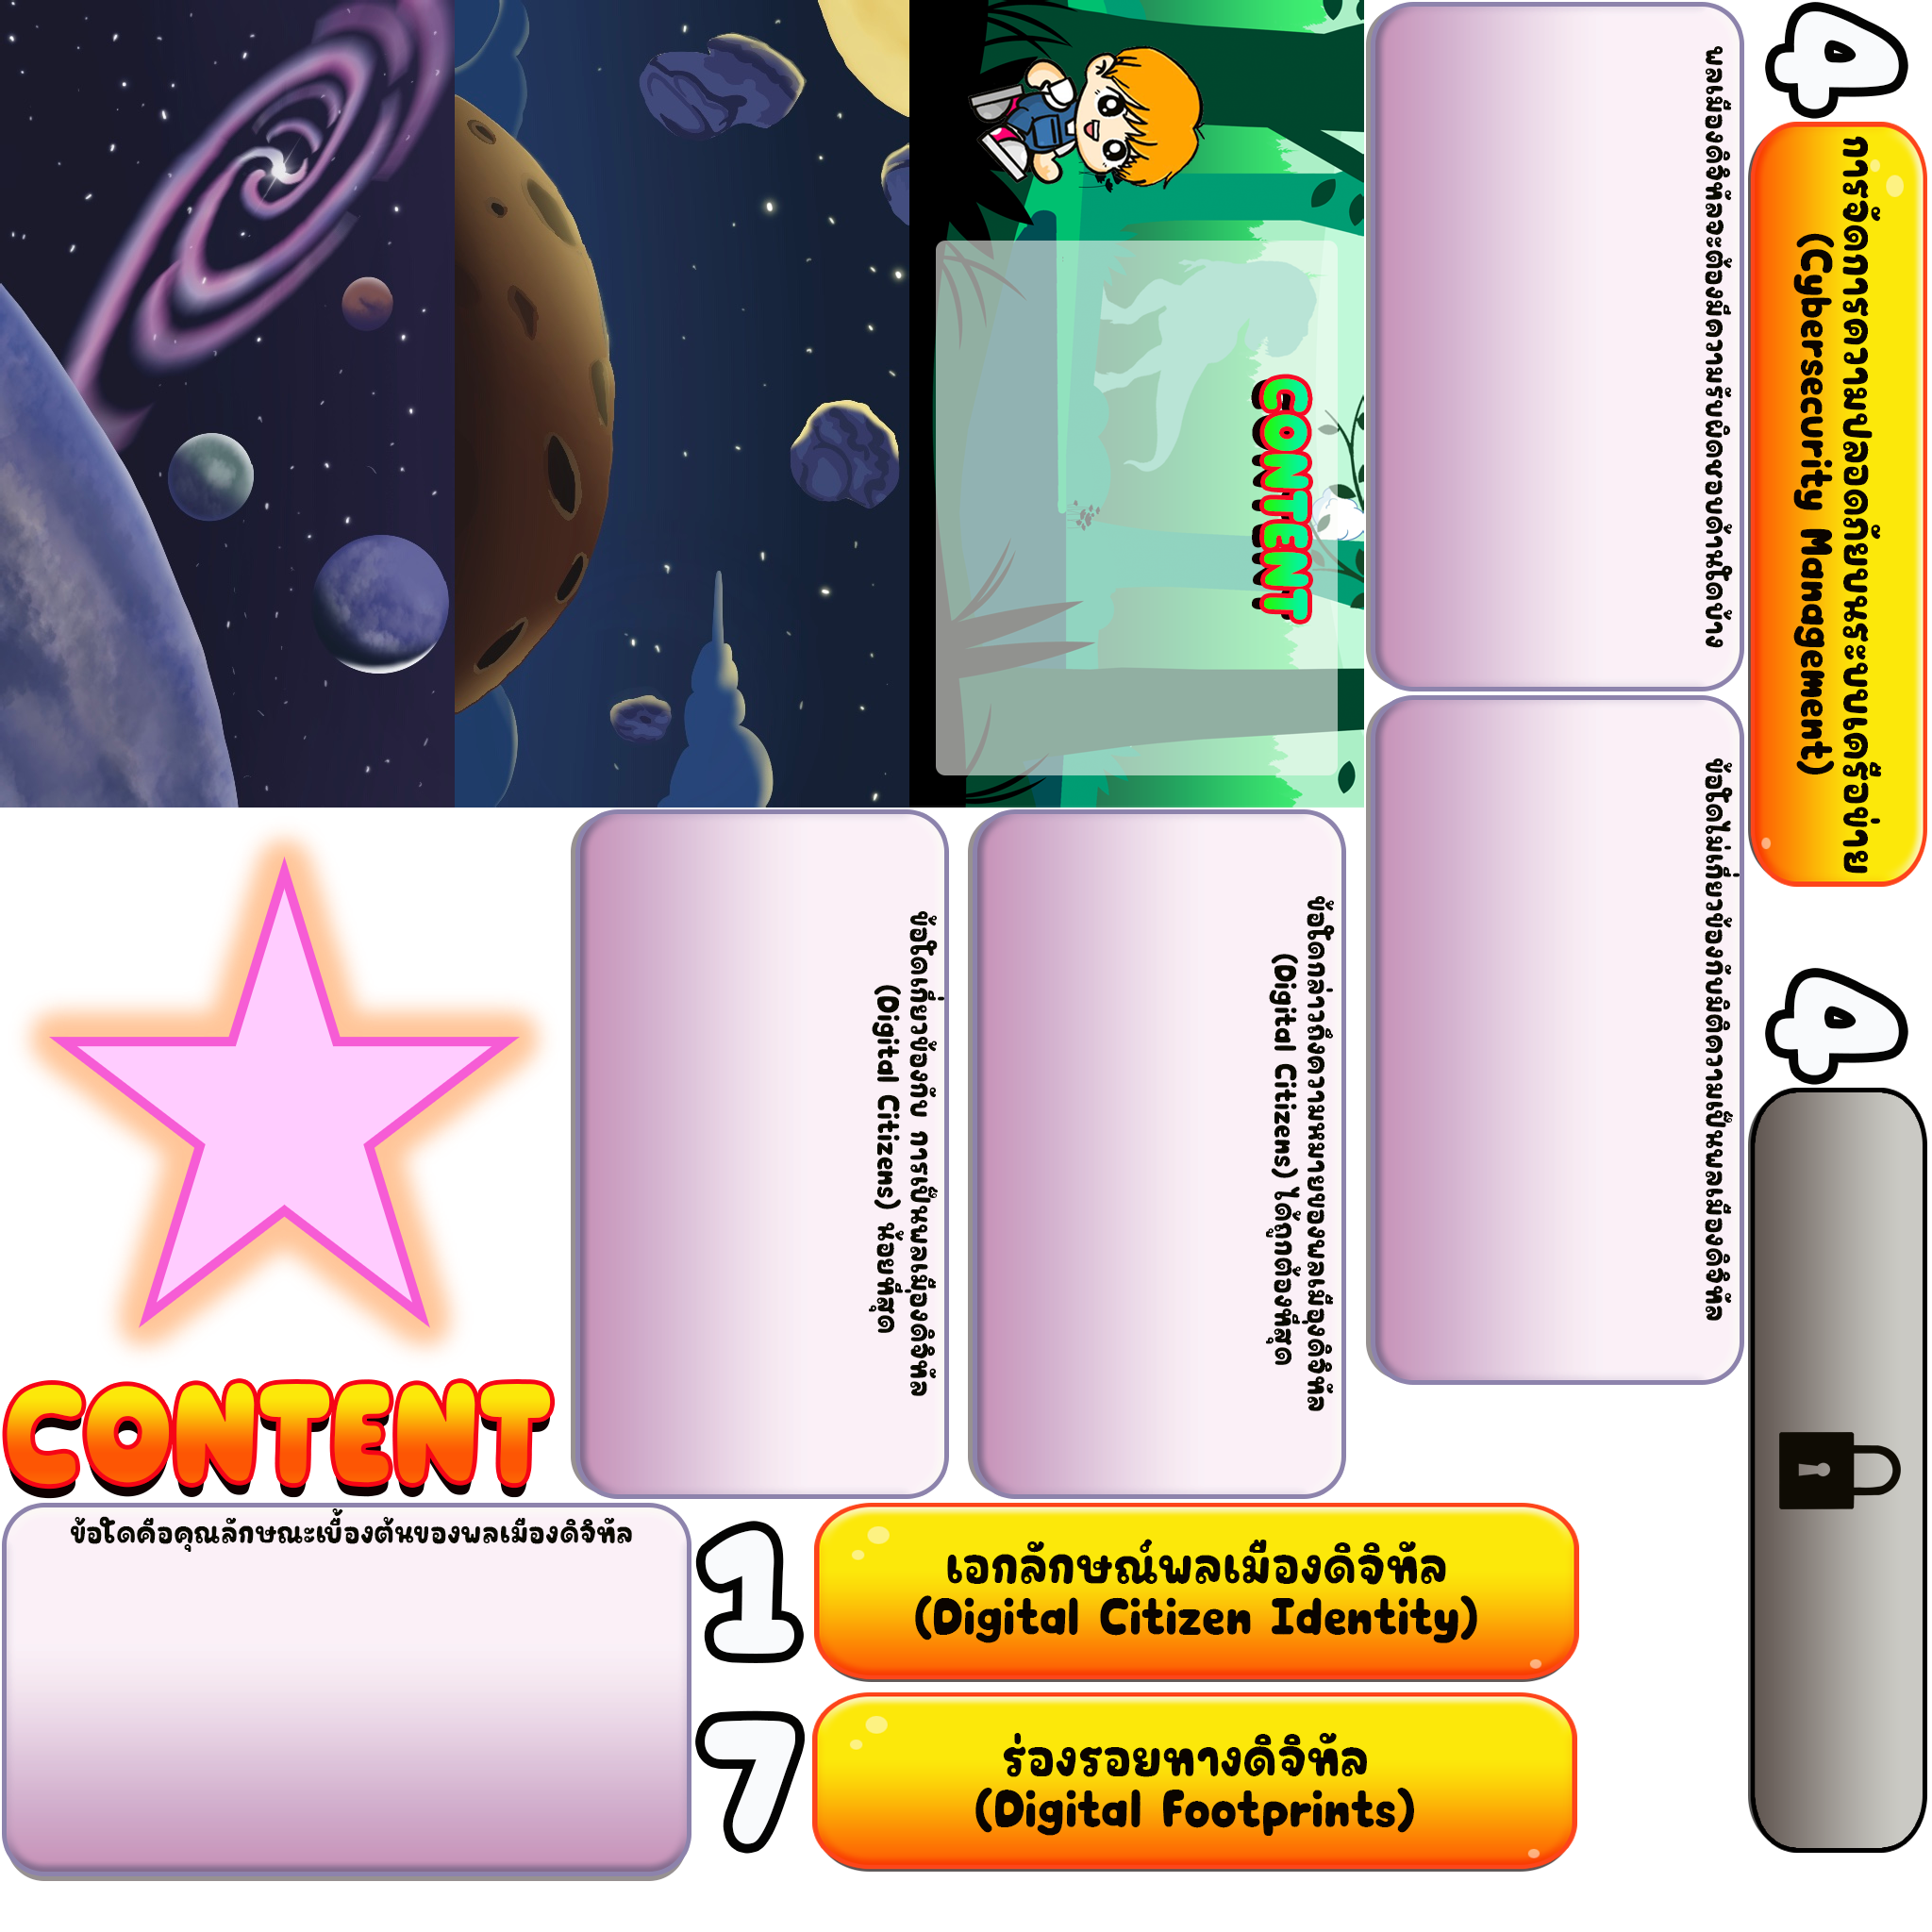 CONTENT
พลเมืองดิจิทัลจะต้องมีความรับผิดชอบด้านใดบ้าง
4
การจัดการความปลอดภัยบนระบบเครือข่าย
(Cybersecurity Management)
ข้อใดไม่เกี่ยวข้องกับมิติความเป็นพลเมืองดิจิทัล
4
ข้อใดเกี่ยวข้องกับ การเป็นพลเมืองดิจิทัล
(Digital Citizens) น้อยที่สุด
ข้อใดกล่าวถึงความหมายของพลเมืองดิจิทัล
(Digital Citizens) ได้ถูกต้องที่สุด
CONTENT
ข้อใดคือคุณลักษณะเบื้องต้นของพลเมืองดิจิทัล
1
เอกลักษณ์พลเมืองดิจิทัล
(Digital Citizen Identity)
7
ร่องรอยทางดิจิทัล
(Digital Footprints)